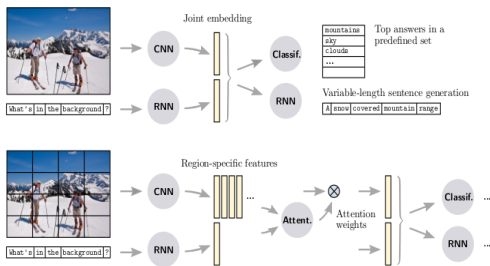 Joint embedding
CNN
RNN
What's in the background ?
Classif.
RNN
mountains
sky
clouds
...
Top answers in a
predefined set
Variable-length sentence generation
A snow covered mountain range
Region-specific features
CNN
RNN
What's in the background ?
...
Attent.
Attention
weights
Classif.
...
RNN
...